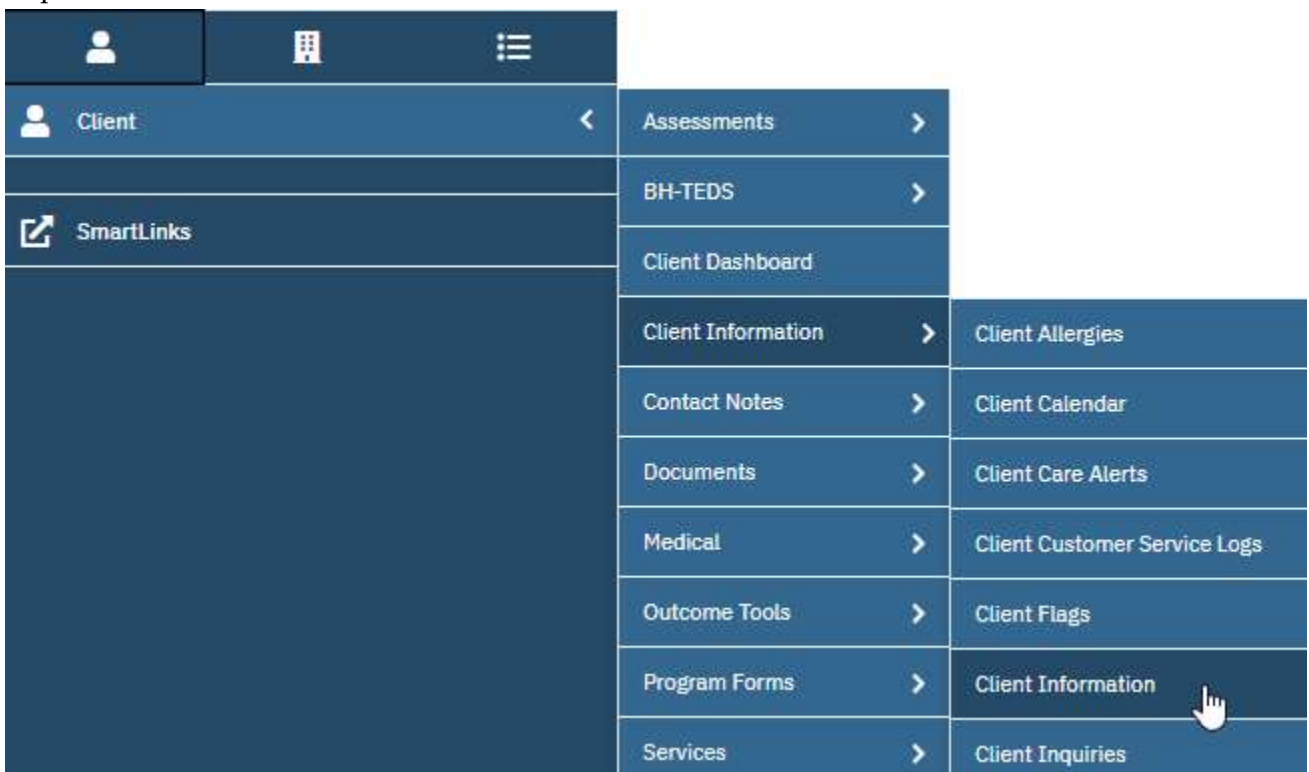 Client
SmartLinks
Assessments
BH-TEDS
Client Dashboard
Client Information
Contact Notes
Documents
Medical
Outcome Tools
Program Forms
Services
Client Allergies
Client Calendar
Client Care Alerts
Client Customer Service Logs
Client Flags
Client Information
Client Inquiries